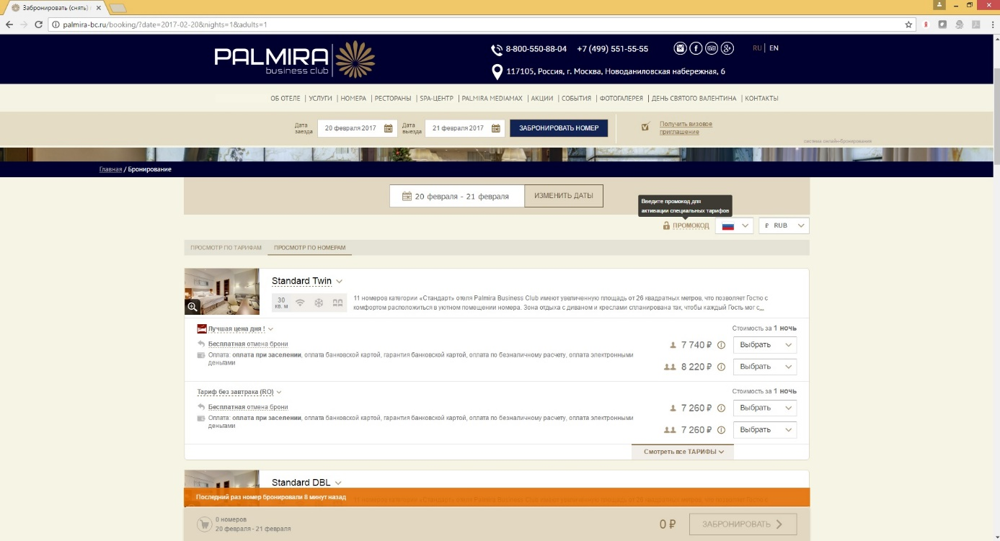 Забронировать (снять)
palmira-bc.ru/booking/?date=2017-02-20&nights=1&adults=1
PALMIRA
business club
8-800-550-88-04 +7 (499) 551-55-55
RU | EN
117105, Россия, г. Москва, Новоданиловская набережная, 6
ОБ ОТЕЛЕ | УСЛУГИ | НОМЕРА | РЕСТОРАНЫ | SPA-ЦЕНТР | PALMIRA MEDIAMAX | АКЦИИ | СОБЫТИЯ | ФОТОГАЛЕРЕЯ | ДЕНЬ СВЯТОГО ВАЛЕНТИНА | КОНТАКТЫ
Дата
заезда
20 февраля 2017
Дата
выезда
21 февраля 2017
ЗАБРОНИРОВАТЬ НОМЕР
Получить визовое
приглашение
система онлайн-бронирования
Главная / Бронирование
20 февраля - 21 февраля
ИЗМЕНИТЬ ДАТЫ
Введите промокод для
активации специальных тарифов
ПРОМОКОД
₽ RUB
ПРОСМОТР ПО ТАРИФАМ ПРОСМОТР ПО НОМЕРАМ
Standard Twin
30
кв. м
11 номеров категории «Стандарт» отеля Palmira Business Club имеют увеличенную площадь от 26 квадратных метров, что позволяет Гостю с
комфортом расположиться в уютном помещении номера. Зона отдыха с диваном и креслами спланирована так, чтобы каждый Гость мог с...
Лучшая цена дня !
Стоимость за 1 ночь
Бесплатная отмена брони
7 740 ₽ Выбрать
Оплата: оплата при заселении, оплата банковской картой, гарантия банковской картой, оплата по безналичному расчету, оплата электронными
деньгами
8 220 ₽ Выбрать
Тариф без завтрака (RO)
Стоимость за 1 ночь
Бесплатная отмена брони
7 260 ₽ Выбрать
Оплата: оплата при заселении, оплата банковской картой, гарантия банковской картой, оплата по безналичному расчету, оплата электронными
деньгами
7 260 ₽ Выбрать
Смотреть все ТАРИФЫ
Standard DBL
Последний раз номер бронировали 8 минут назад
0 номеров
20 февраля - 21 февраля
0 ₽
ЗАБРОНИРОВАТЬ